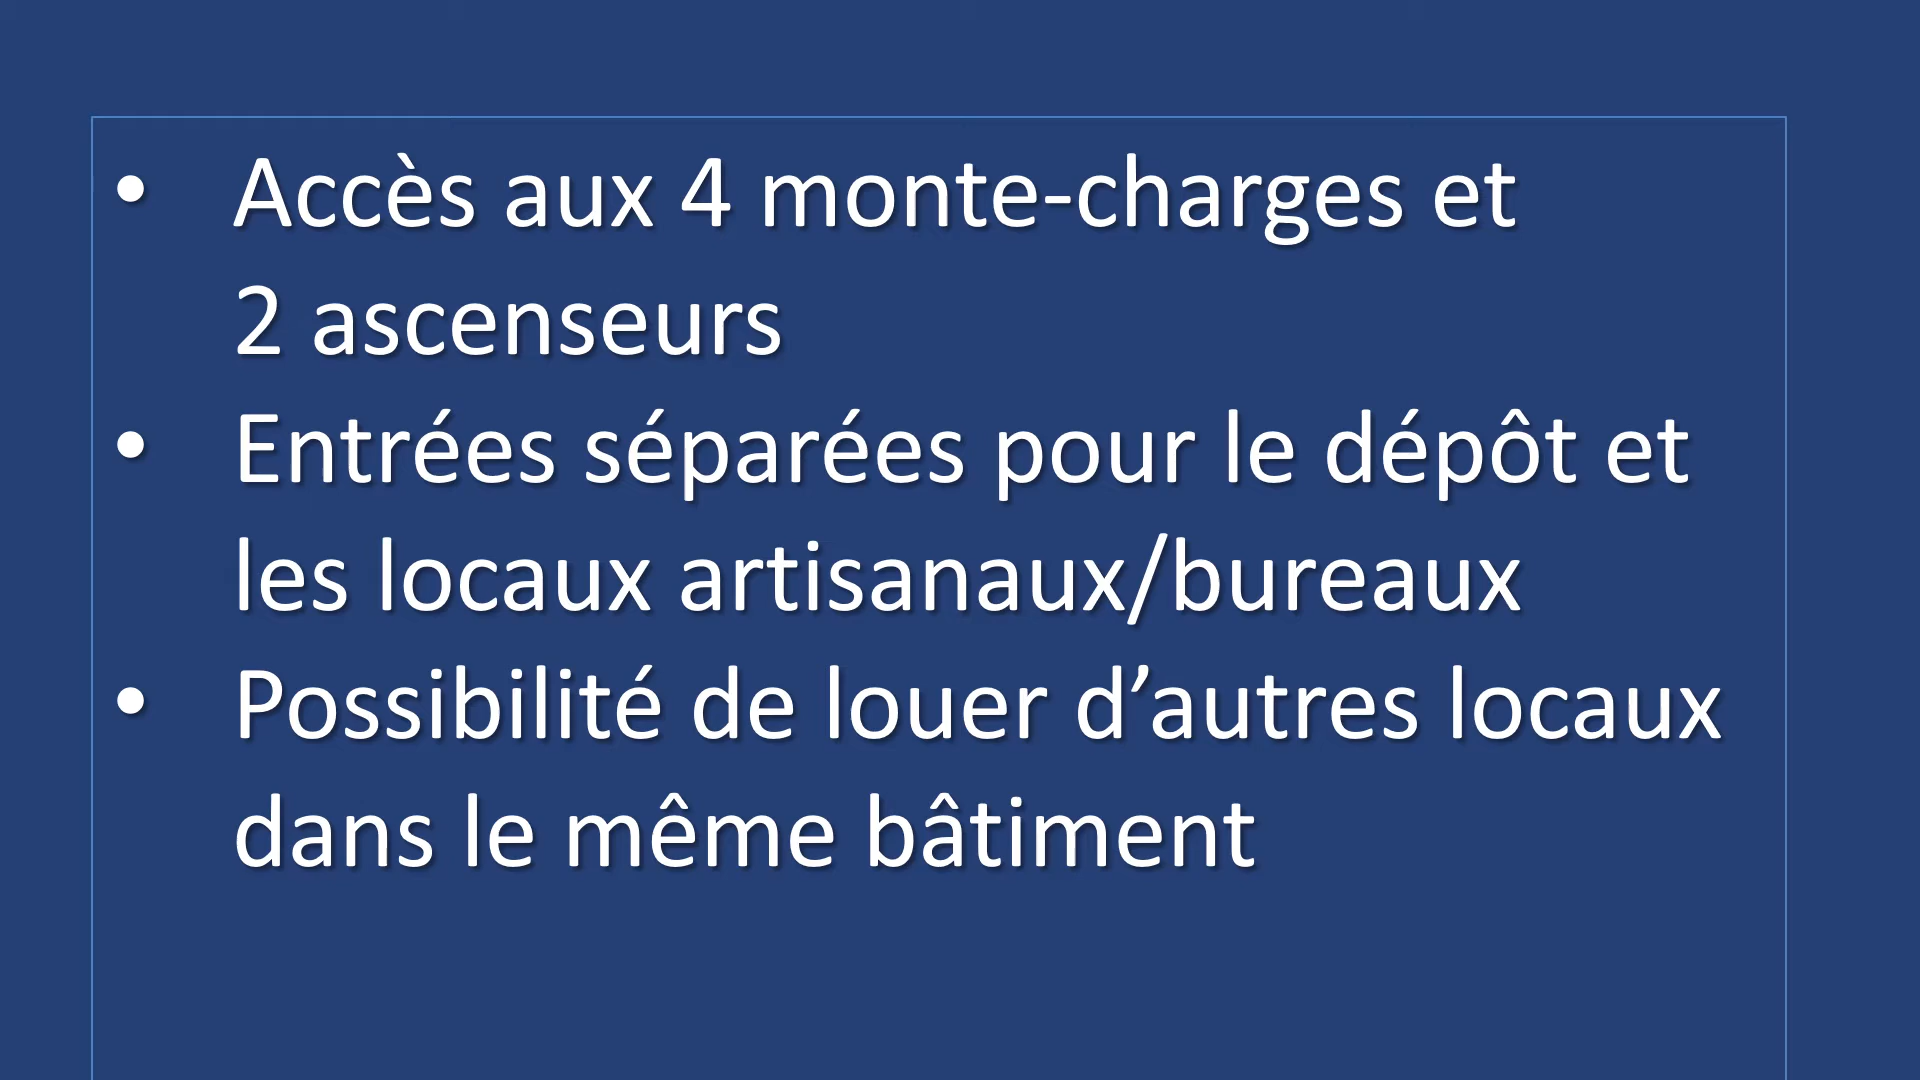 • Accès aux 4 monte-charges et
2 ascenseurs
• Entrées séparées pour le dépôt et
les locaux artisanaux/bureaux
• Possibilité de louer d’autres locaux
dans le même bâtiment